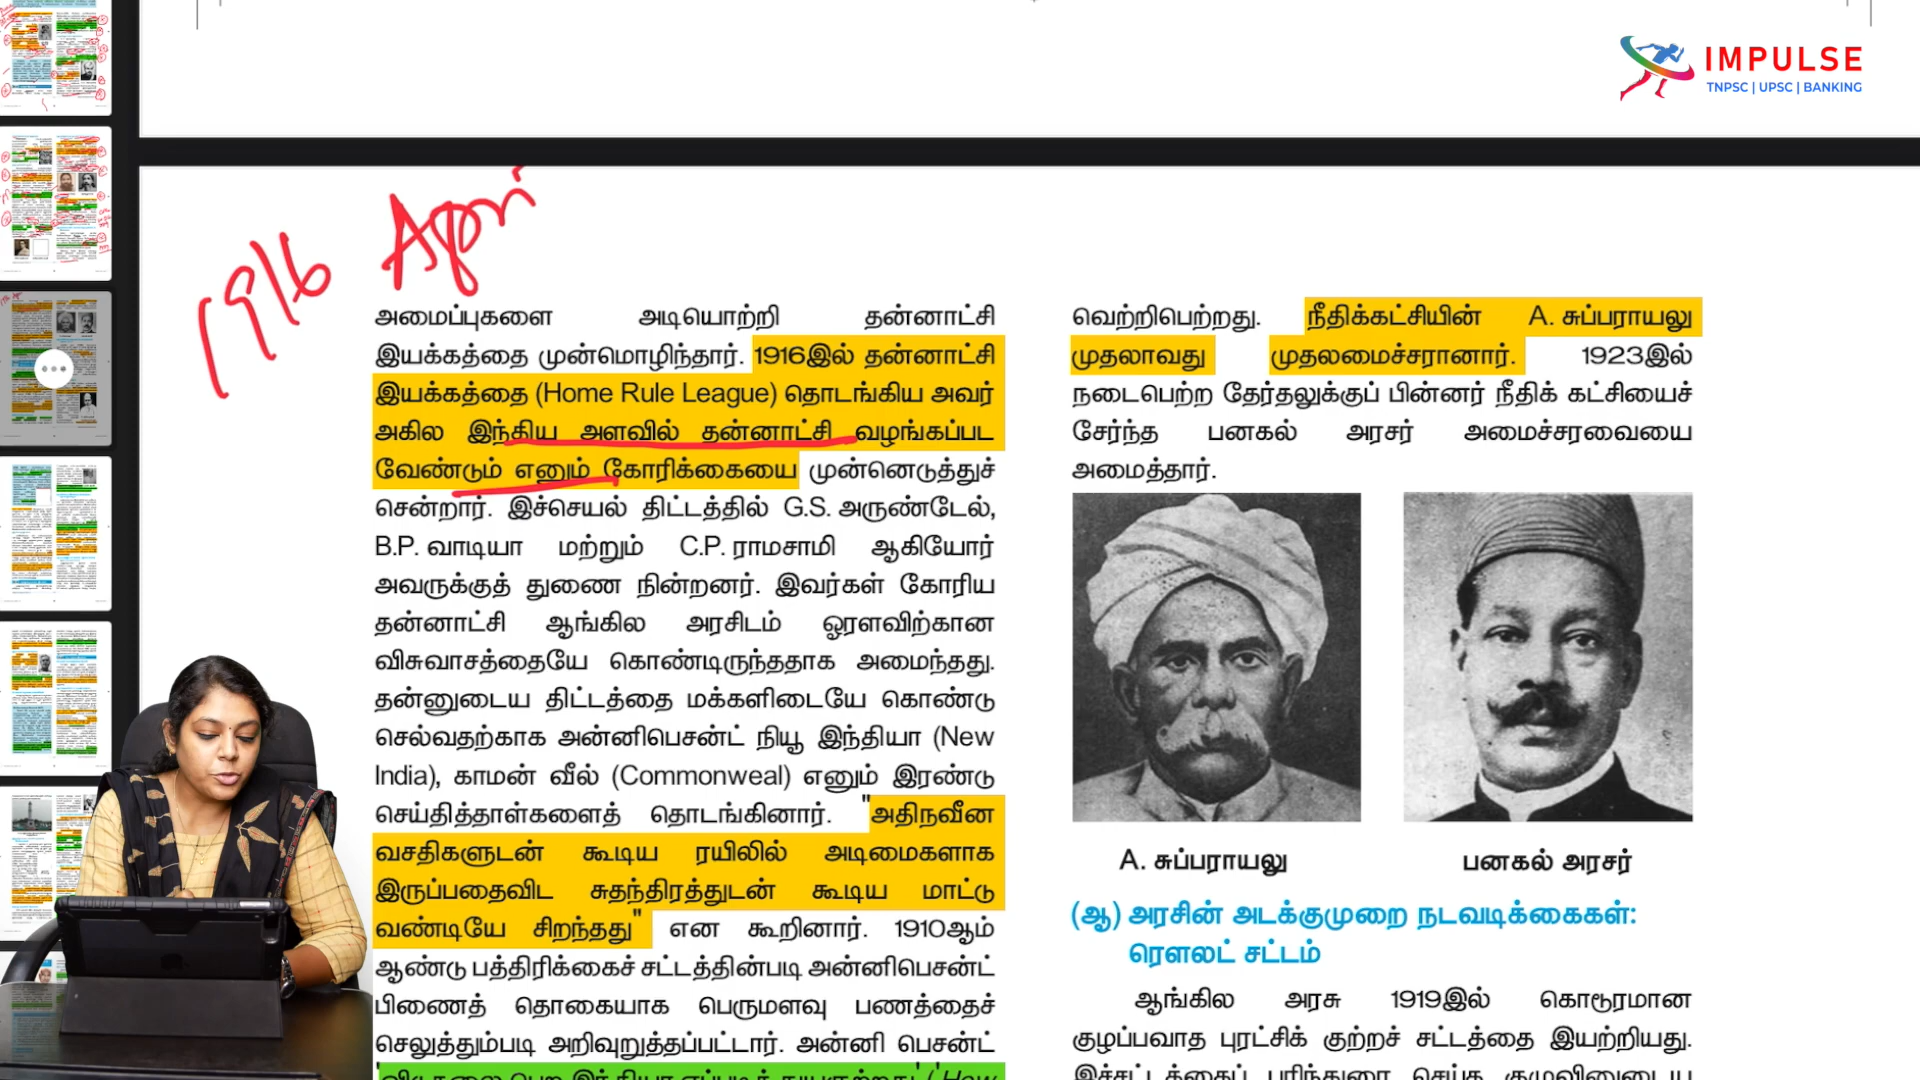 IMPULSE
TNPSC | UPSC | BANKING
1916 April
அமைப்புகளை அடியொற்றி தன்னாட்சி
இயக்கத்தை முன்மொழிந்தார். 1916இல் தன்னாட்சி
இயக்கத்தை (Home Rule League) தொடங்கிய அவர்
அகில இந்திய அளவில் தன்னாட்சி வழங்கப்பட
வேண்டும் எனும் கோரிக்கையை முன்னெடுத்துச்
சென்றார். இச்செயல் திட்டத்தில் G.S. அருண்டேல்,
B.P. வாடியா மற்றும் C.P. ராமசாமி ஆகியோர்
அவருக்குத் துணை நின்றனர். இவர்கள் கோரிய
தன்னாட்சி ஆங்கில அரசிடம் ஓரளவிற்கான
விசுவாசத்தையே கொண்டிருந்ததாக அமைந்தது.
தன்னுடைய திட்டத்தை மக்களிடையே கொண்டு
செல்வதற்காக அன்னிபெசன்ட் நியூ இந்தியா (New
India), காமன் வீல் (Commonweal) எனும் இரண்டு
செய்தித்தாள்களைத் தொடங்கினார். "அதிநவீன
வசதிகளுடன் கூடிய ரயிலில் அடிமைகளாக
இருப்பதைவிட சுதந்திரத்துடன் கூடிய மாட்டு
வண்டியே சிறந்தது" என கூறினார். 1910ஆம்
ஆண்டு பத்திரிக்கைச் சட்டத்தின்படி அன்னிபெசன்ட்
பிணைத் தொகையாக பெருமளவு பணத்தைச்
செலுத்தும்படி அறிவுறுத்தப்பட்டார். அன்னி பெசன்ட்
வெற்றிபெற்றது. நீதிக்கட்சியின் A. சுப்பராயலு
முதலாவது முதலமைச்சரானார். 1923இல்
நடைபெற்ற தேர்தலுக்குப் பின்னர் நீதிக் கட்சியைச்
சேர்ந்த பனகல் அரசர் அமைச்சரவையை
அமைத்தார்.
A. சுப்பராயலு
பனகல் அரசர்
(ஆ) அரசின் அடக்குமுறை நடவடிக்கைகள்:
ரௌலட் சட்டம்
ஆங்கில அரசு 1919இல் கொடூரமான
குழப்பவாத புரட்சிக் குற்றச் சட்டத்தை இயற்றியது.